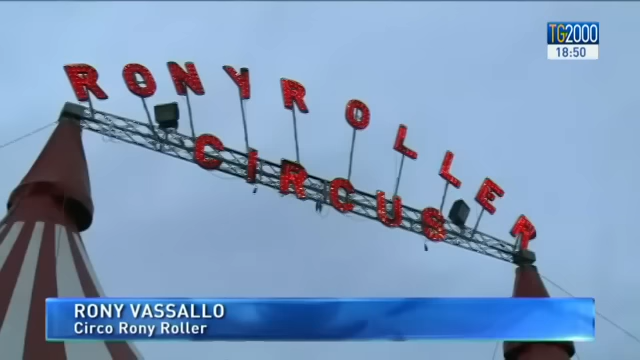 TG2000
18:50
RONY ROLLER
CIRCUS
RONY VASSALLO
Circo Rony Roller